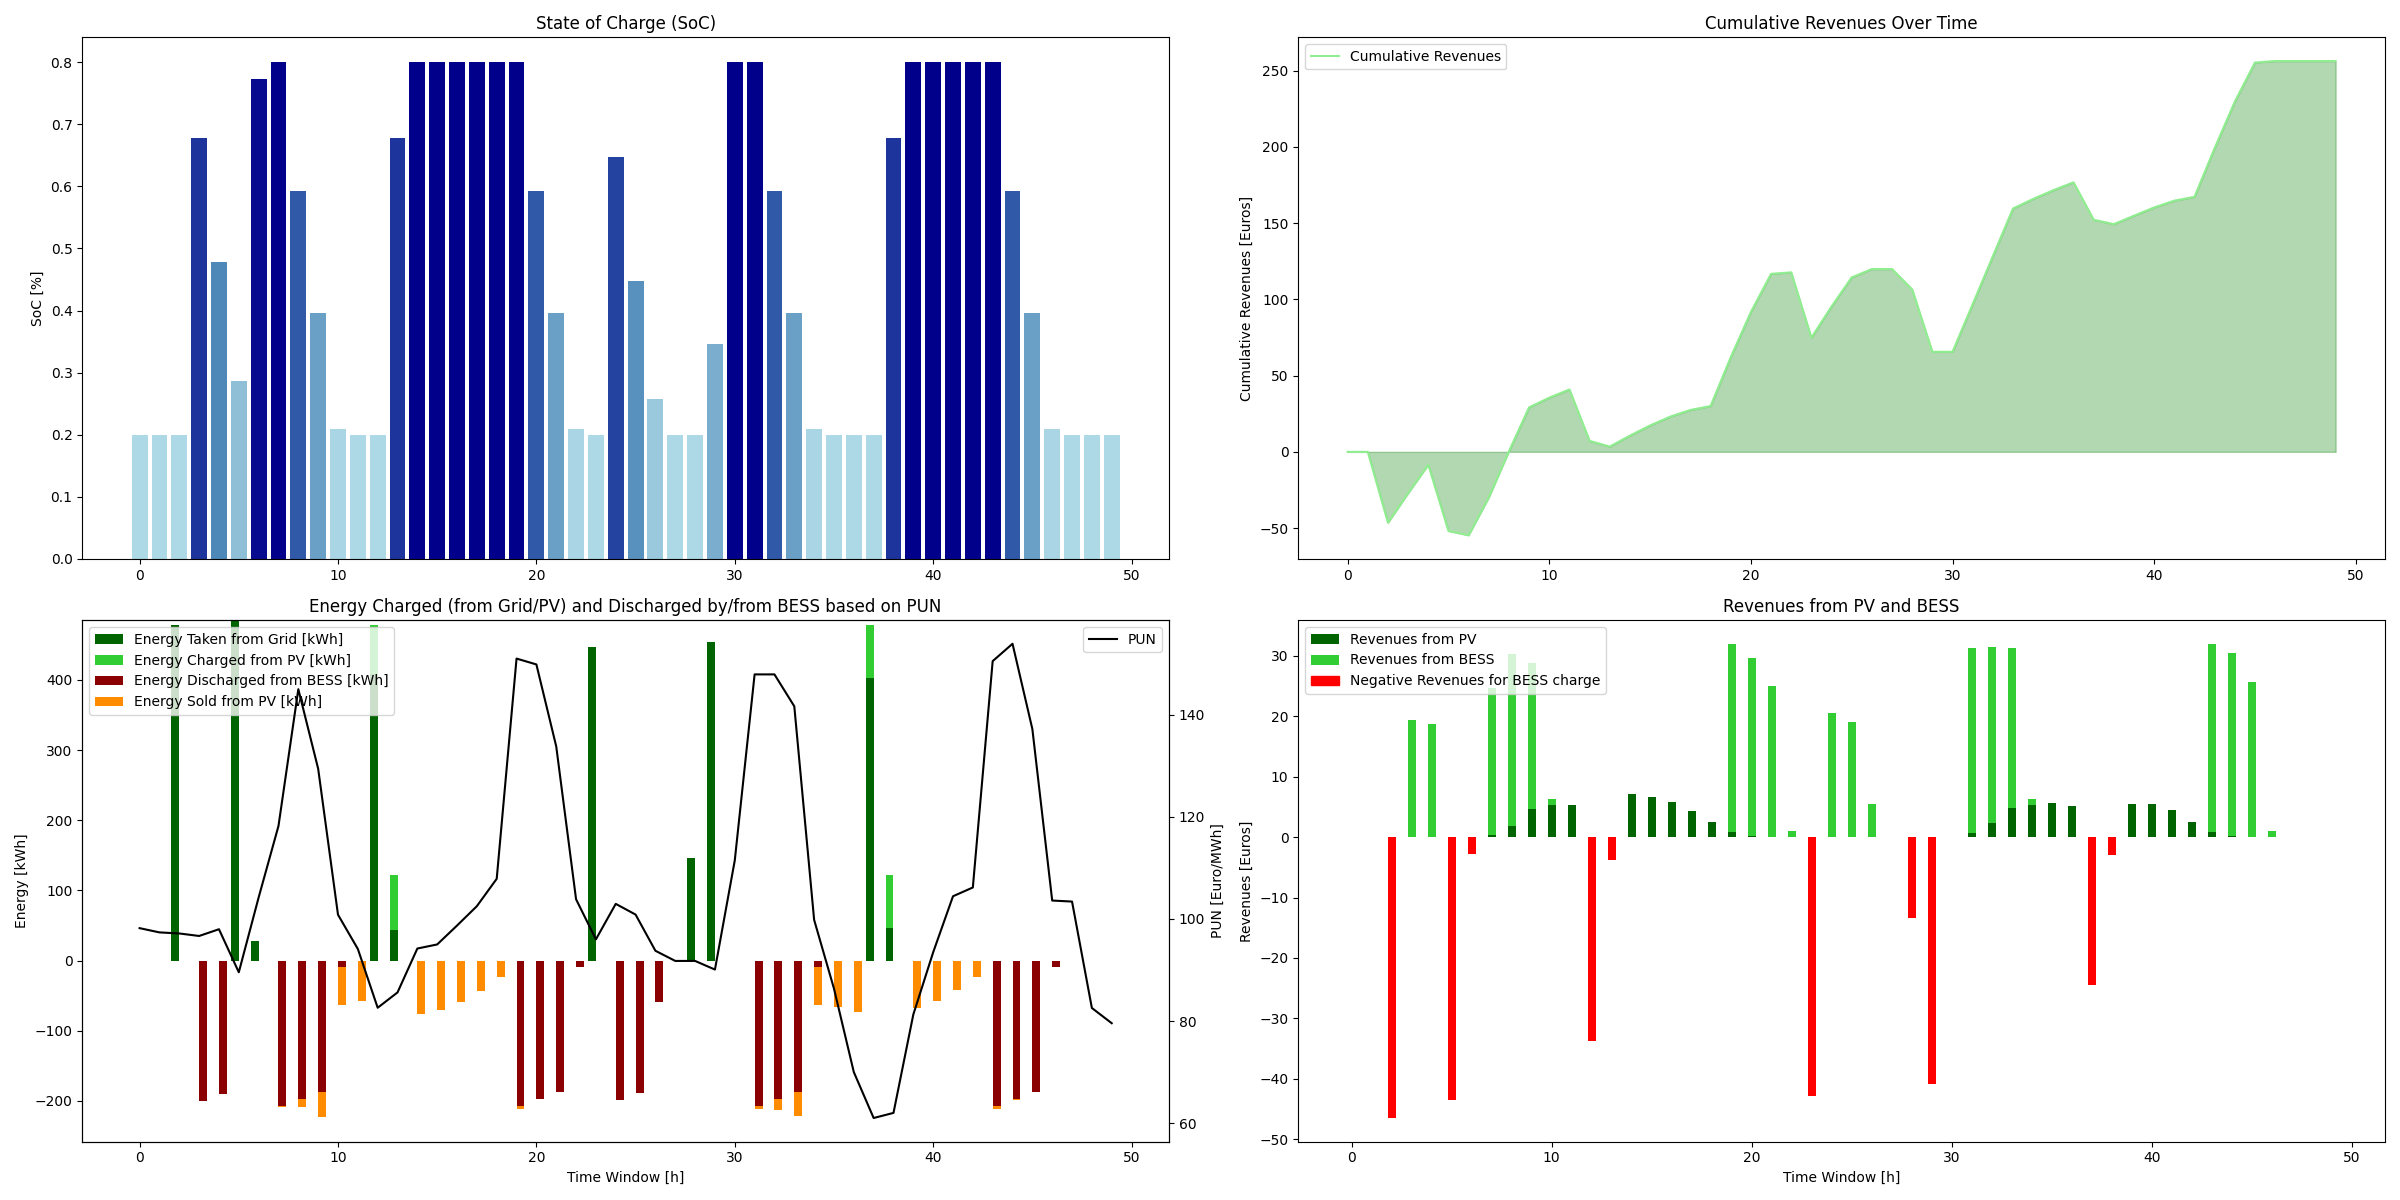 State of Charge (SoC)
SoC [%]
0.8
0.7
0.6
0.5
0.4
0.3
0.2
0.1
0.0
0 10 20 30 40 50
Cumulative Revenues Over Time
Cumulative Revenues
Cumulative Revenues [Euros]
250
200
150
100
50
0
−50
0 10 20 30 40 50
Energy Charged (from Grid/PV) and Discharged by/from BESS based on PUN
Energy Taken from Grid [kWh]
Energy Charged from PV [kWh]
Energy Discharged from BESS [kWh]
Energy Sold from PV [kWh]
PUN
Energy [kWh]
400
300
200
100
0
−100
−200
140
120
100
80
60
PUN [Euro/MWh]
0 10 20 30 40 50
Time Window [h]
Revenues from PV and BESS
Revenues from PV
Revenues from BESS
Negative Revenues for BESS charge
Revenues [Euros]
30
20
10
0
−10
−20
−30
−40
−50
0 10 20 30 40 50
Time Window [h]